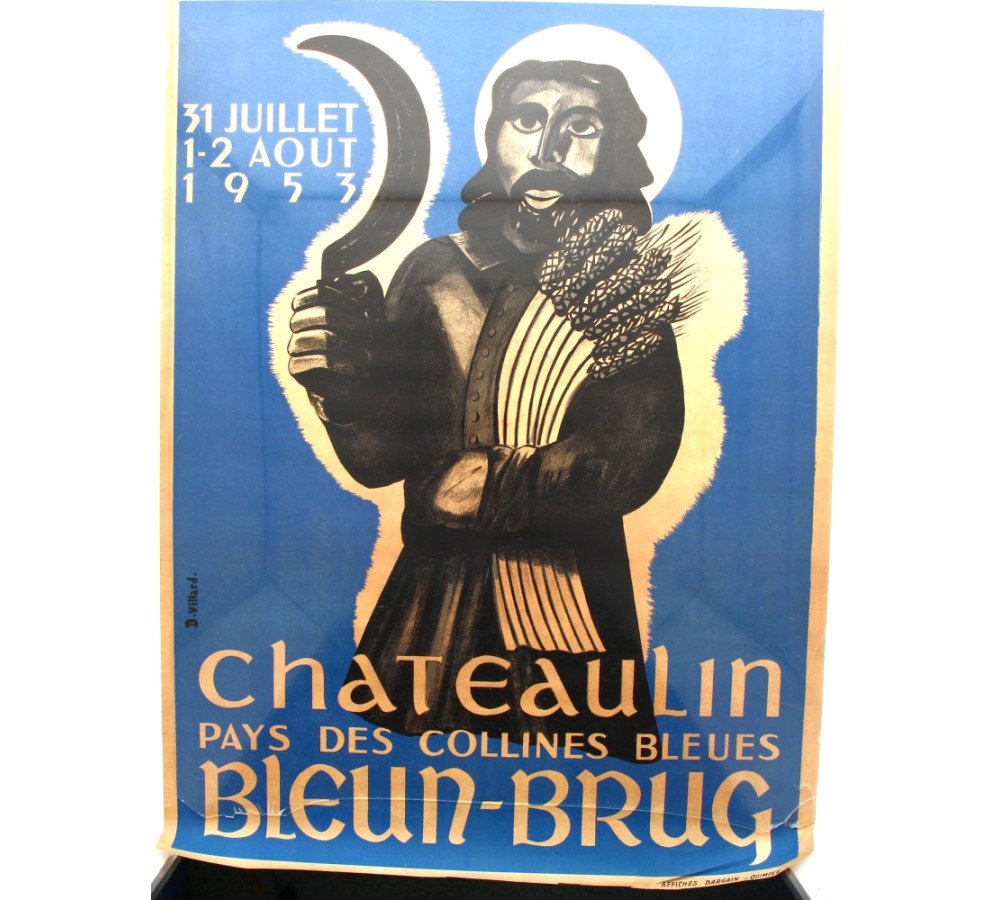 31 JUILLET
1-2 AOUT
1953
D. Villard.
CHATEAULIN
PAYS DES COLLINES BLEUES
BLEUN-BRUG
AFFICHES BARGAIN - QUIMPER